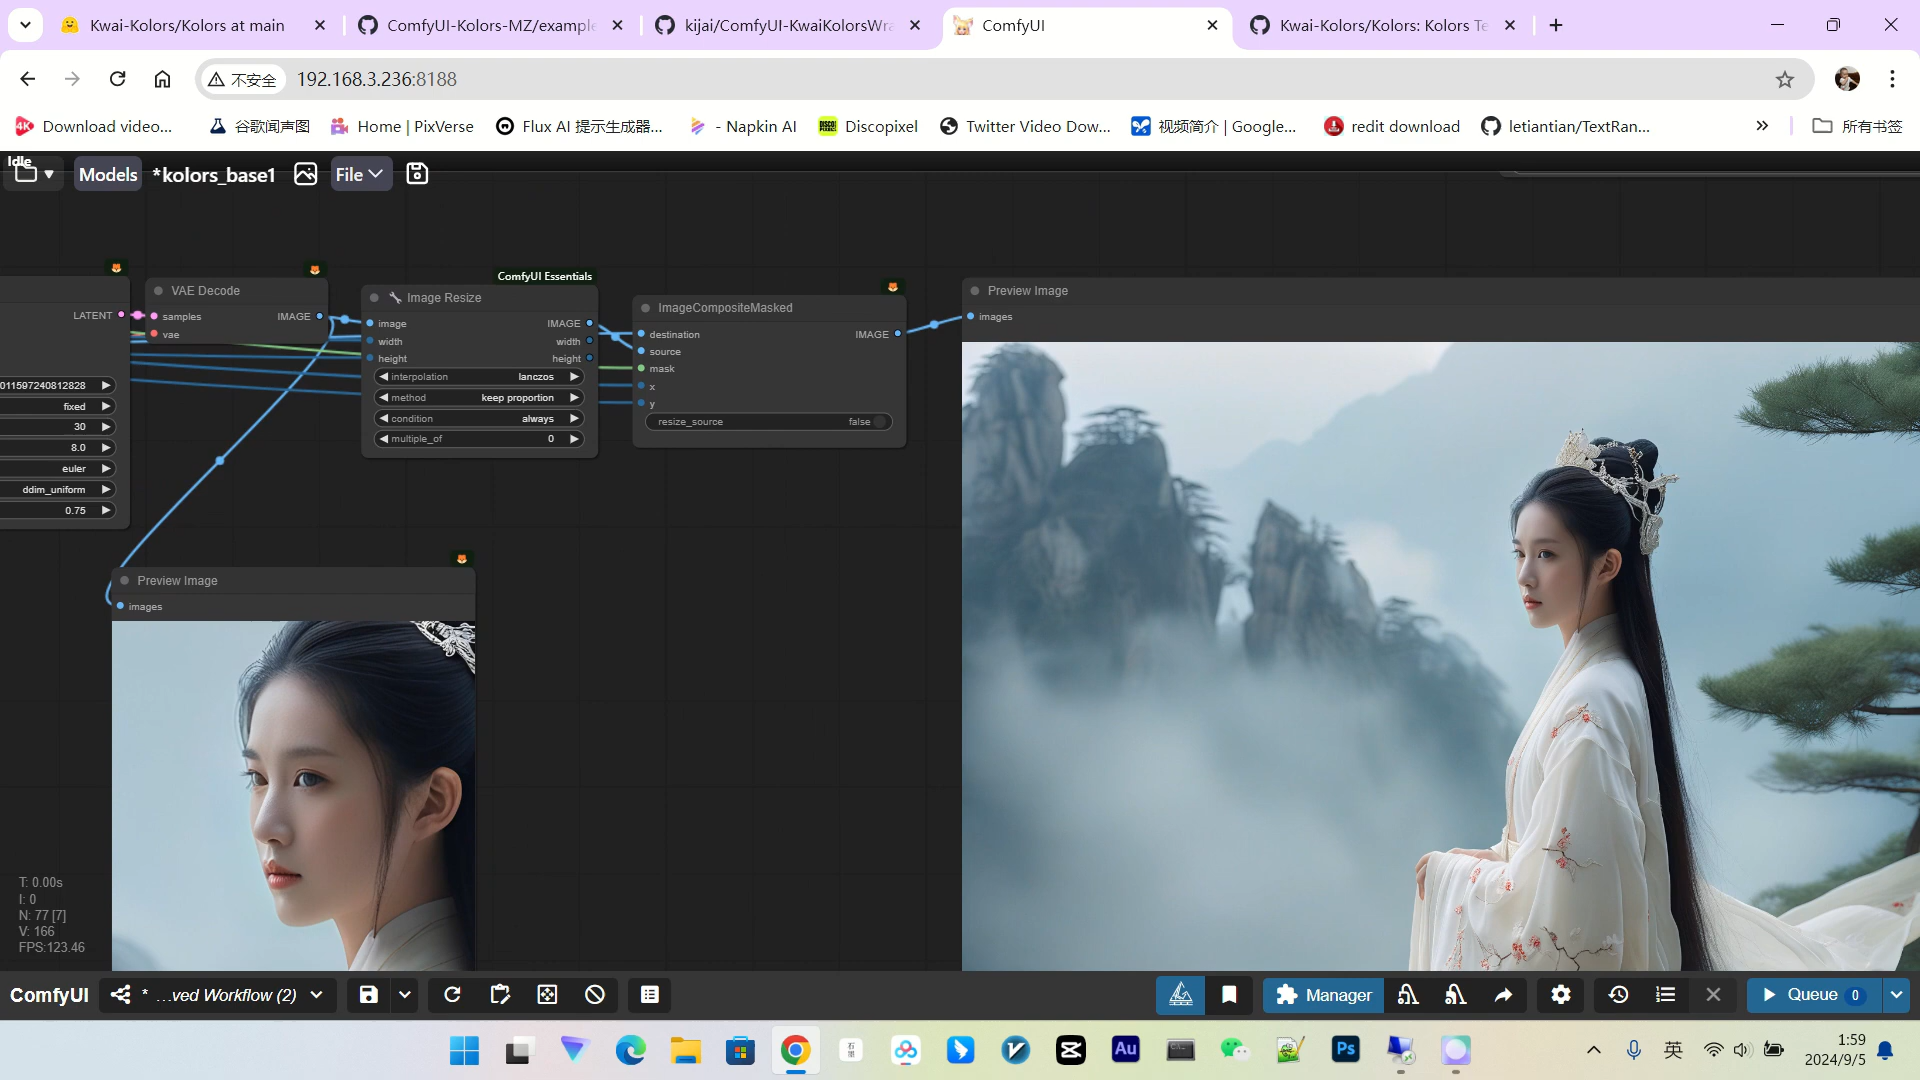 Kwai-Kolors/Kolors at main
ComfyUI-Kolors-MZ/example
kijai/ComfyUI-KwaiKolorsWra
ComfyUI
Kwai-Kolors/Kolors: Kolors Te
不安全
192.168.3.236:8188
Download video...
谷歌闻声图
Home | PixVerse
Flux AI 提示生成器...
- Napkin AI
Discopixel
Twitter Video Dow...
视频简介 | Google...
redit download
letiantian/TextRan...
所有书签
Idle
Models
*kolors_base1
File
ComfyUI Essentials
LATENT
011597240812828
fixed
30
8.0
euler
ddim_uniform
0.75
VAE Decode
samples
IMAGE
vae
Image Resize
image
IMAGE
width
width
height
height
interpolation
lanczos
method
keep proportion
condition
always
multiple_of
0
ImageCompositeMasked
destination
IMAGE
source
mask
x
y
resize_source
false
Preview Image
images
Preview Image
images
T: 0.00s
I: 0
N: 77 [7]
V: 166
FPS:123.46
ComfyUI
* ...ved Workflow (2)
Manager
Queue
0
石墨
Au
Ps
英
1:59
2024/9/5